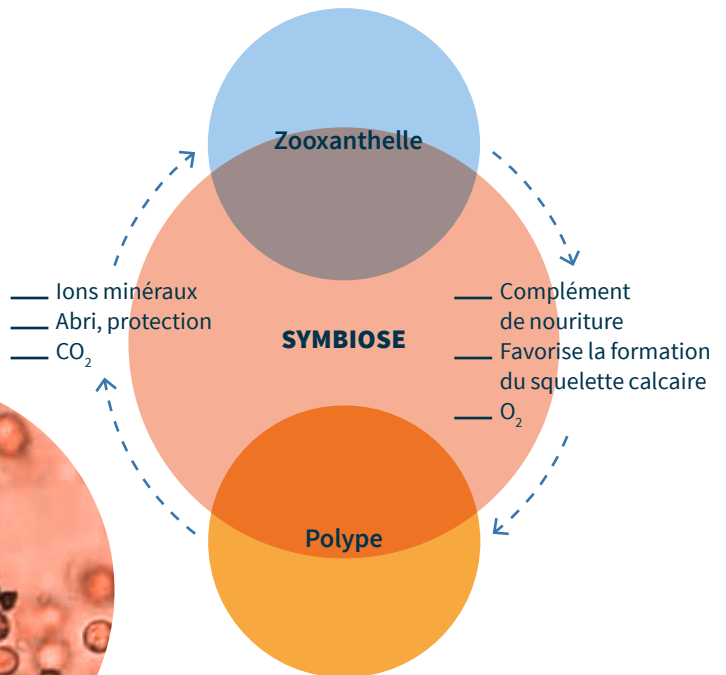 Zooxanthelle
Ions minéraux
Abri, protection
CO₂
SYMBIOSE
Complément
de nouriture
Favorise la formation
du squelette calcaire
O₂
Polype